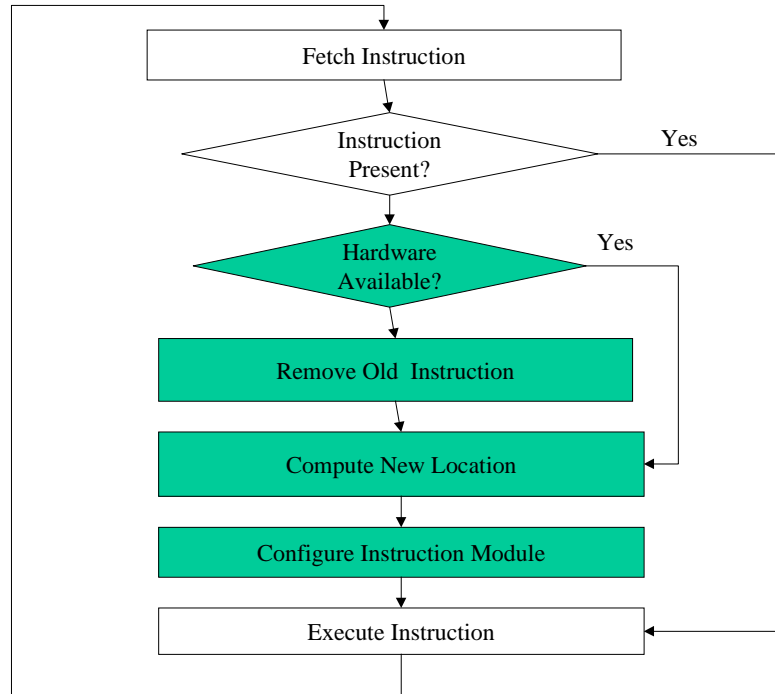 Fetch Instruction
Instruction
Present?
Yes
Hardware
Available?
Yes
Remove Old  Instruction
Compute New Location
Configure Instruction Module
Execute Instruction